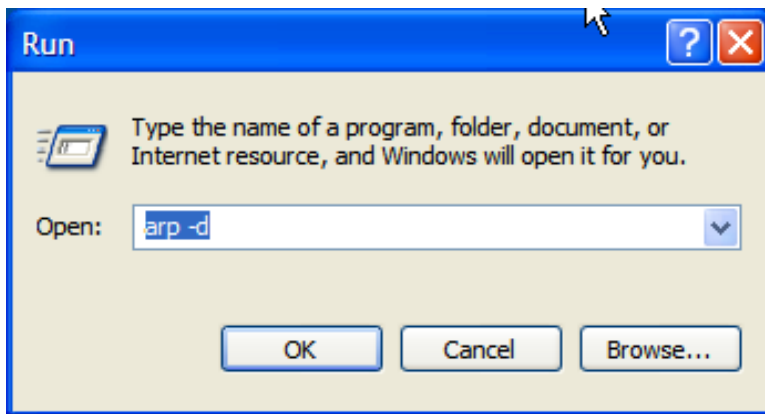 Run
Type the name of a program, folder, document, or
Internet resource, and Windows will open it for you.
Open: arp -d
OK Cancel Browse...